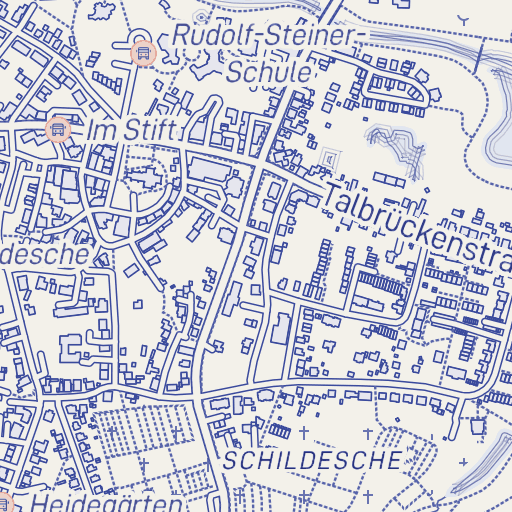 Rudolf-Steiner-
Schule
Im Stift
Talbrückenstra
desche
SCHILDESCHE
Heidegärten